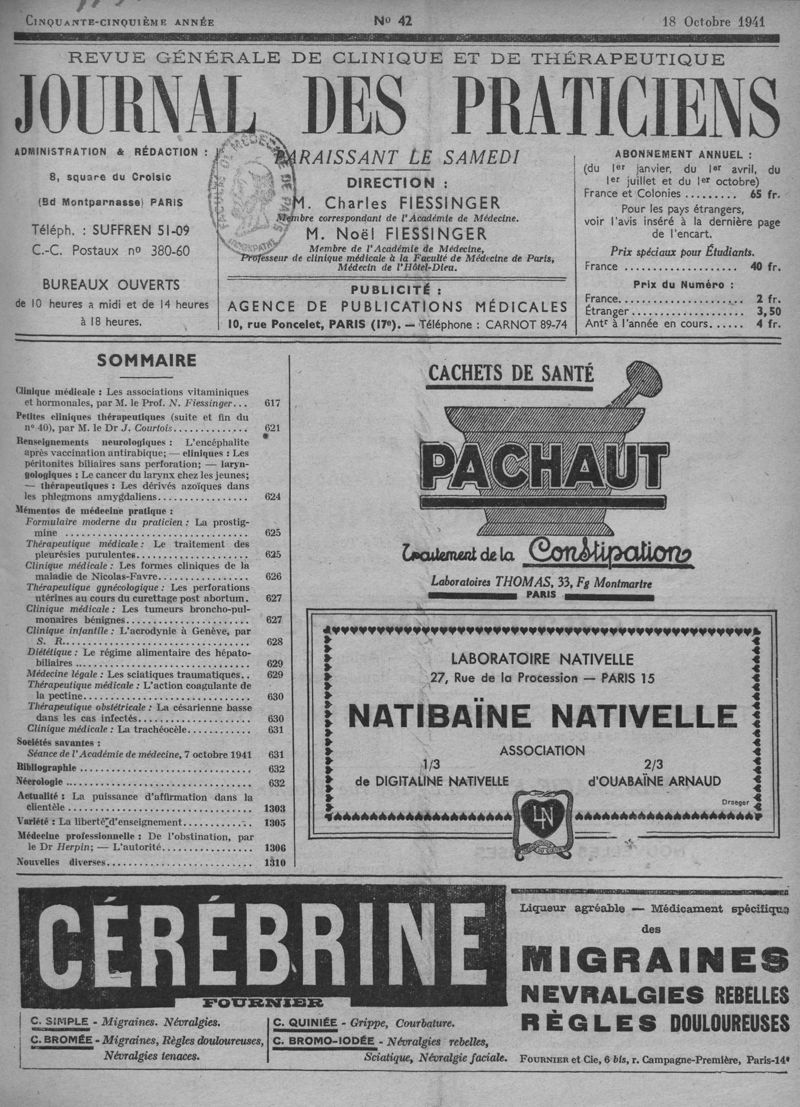 CINQUANTE-CINQUIÈME ANNÉE
No 42
18 Octobre 1941
REVUE GÉNÉRALE DE CLINIQUE ET DE THÉRAPEUTIQUE
JOURNAL DES PRATICIENS
ADMINISTRATION & RÉDACTION :
8, square du Croisic
(Bd Montparnasse) PARIS
Téléph. : SUFFREN 51-09
C.-C. Postaux no 380-60
BUREAUX OUVERTS
de 10 heures a midi et de 14 heures
à 18 heures.
PARAISSANT LE SAMEDI
DIRECTION :
M. Charles FIESSINGER
Membre correspondant de l'Académie de Médecine.
M. Noël FIESSINGER
Membre de l'Académie de Médecine,
Professeur de clinique médicale à la Faculté de Médecine de Paris,
Médecin de l'Hôtel-Dieu.
PUBLICITÉ :
AGENCE DE PUBLICATIONS MÉDICALES
10, rue Poncelet, PARIS (17e). — Téléphone : CARNOT 89-74
ABONNEMENT ANNUEL :
(du 1er janvier, du 1er avril, du
1er juillet et du 1er octobre)
France et Colonies ......... 65 fr.
Pour les pays étrangers,
voir l'avis inséré à la dernière page
de l'encart.
Prix spéciaux pour Étudiants.
France ................... 40 fr.
Prix du Numéro :
France..................... 2 fr.
Étranger ................... 3,50
Antr à l'année en cours...... 4 fr.
SOMMAIRE
Clinique médicale : Les associations vitaminiques
et hormonales, par M. le Prof. N. Fiessinger... 617
Petites cliniques thérapeutiques (suite et fin du
no 40), par M. le Dr J. Courtois.............. 621
Renseignements neurologiques : L'encéphalite
après vaccination antirabique; — cliniques : Les
péritonites biliaires sans perforation; — laryn-
gologiques : Le cancer du larynx chez les jeunes;
— thérapeutiques : Les dérivés azoïques dans
les phlegmons amygdaliens................. 624
Mémentos de médecine pratique :
Formulaire moderne du praticien : La prostig-
mine ................................... 625
Thérapeutique médicale : Le traitement des
pleurésies purulentes..................... 625
Clinique médicale : Les formes cliniques de la
maladie de Nicolas-Favre................. 626
Thérapeutique gynécologique : Les perforations
utérines au cours du curettage post abortum. 627
Clinique médicale : Les tumeurs broncho-pul-
monaires bénignes....................... 627
Clinique infantile : L'acrodynie à Genève, par
S. R................................... 628
Diététique : Le régime alimentaire des hépato-
biliaires ................................ 629
Médecine légale : Les sciatiques traumatiques.. 629
Thérapeutique médicale : L'action coagulante de
la pectine............................... 630
Thérapeutique obstétricale : La césarienne basse
dans les cas infectés..................... 630
Clinique médicale : La trachéocèle........... 631
Sociétés savantes :
Séance de l'Académie de médecine, 7 octobre 1941 631
Bibliographie ............................. 632
Nécrologie ................................ 632
Actualité : La puissance d'affirmation dans la
clientèle ................................. 1303
Variété : La liberté d'enseignement............ 1305
Médecine professionnelle : De l'obstination, par
le Dr Herpin; — L'autorité................. 1306
Nouvelles diverses.......................... 1310
CACHETS DE SANTÉ
PACHAUT
Traitement de la Constipation
Laboratoires THOMAS, 33, Fg Montmartre
PARIS
LABORATOIRE NATIVELLE
27, Rue de la Procession — PARIS 15
NATIBAÏNE NATIVELLE
ASSOCIATION
1/3 2/3
de DIGITALINE NATIVELLE d'OUABAÏNE ARNAUD
Draeger
LN
CÉRÉBRINE
FOURNIER
Liqueur agréable — Médicament spécifique
des
MIGRAINES
NEVRALGIES REBELLES
RÈGLES DOULOUREUSES
C. SIMPLE - Migraines. Névralgies.
C. BROMÉE - Migraines, Règles douloureuses,
Névralgies tenaces.
C. QUINIÉE - Grippe, Courbature.
C. BROMO-IODÉE - Névralgies rebelles,
Sciatique, Névralgie faciale.
FOURNIER et Cie, 6 bis, r. Campagne-Première, Paris-14e